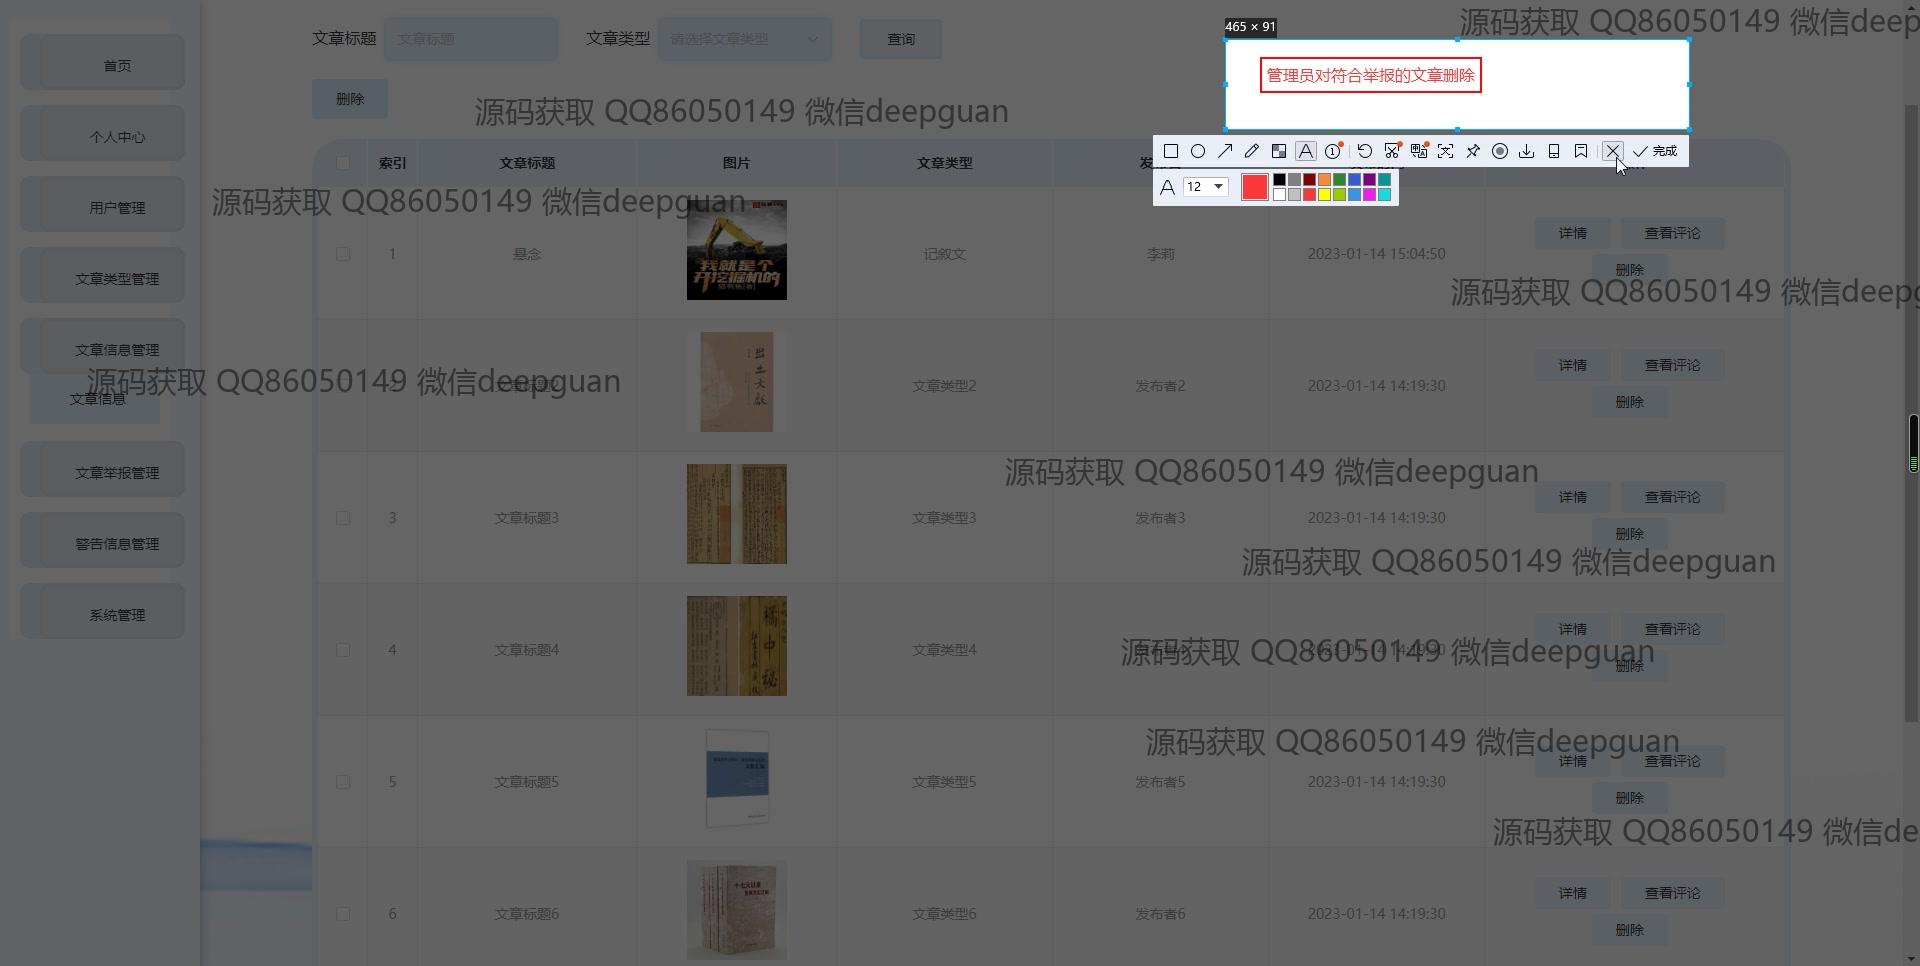 465 × 91
源码获取 QQ86050149 微信deep
文章标题 文章标题 文章类型 请选择文章类型 查询
首页
管理员对符合举报的文章删除
删除
源码获取 QQ86050149 微信deepguan
个人中心
完成
索引 文章标题 图片 文章类型
A 12
用户管理
源码获取 QQ86050149 微信deepguan
1 悬念 记叙文 李莉 2023-01-14 15:04:50 详情 查看评论
我就是个
开挖掘机的
删除
文章类型管理
源码获取 QQ86050149 微信deepg
文章信息管理
出土文献
文章类型2 发布者2 2023-01-14 14:19:30 详情 查看评论
源码获取 QQ86050149 微信deepguan
文章信息
删除
文章举报管理
源码获取 QQ86050149 微信deepguan
3 文章标题3 文章类型3 发布者3 2023-01-14 14:19:30 详情 查看评论
删除
警告信息管理
源码获取 QQ86050149 微信deepguan
系统管理
橘中秘
4 文章标题4 文章类型4 2023-01-14 14:19:30 详情 查看评论
源码获取 QQ86050149 微信deepguan
删除
源码获取 QQ86050149 微信deepguan
5 文章标题5 文章类型5 发布者5 2023-01-14 14:19:30 详情 查看评论
删除
源码获取 QQ86050149 微信de
十七大以来
6 文章标题6 文章类型6 发布者6 2023-01-14 14:19:30 详情 查看评论
删除